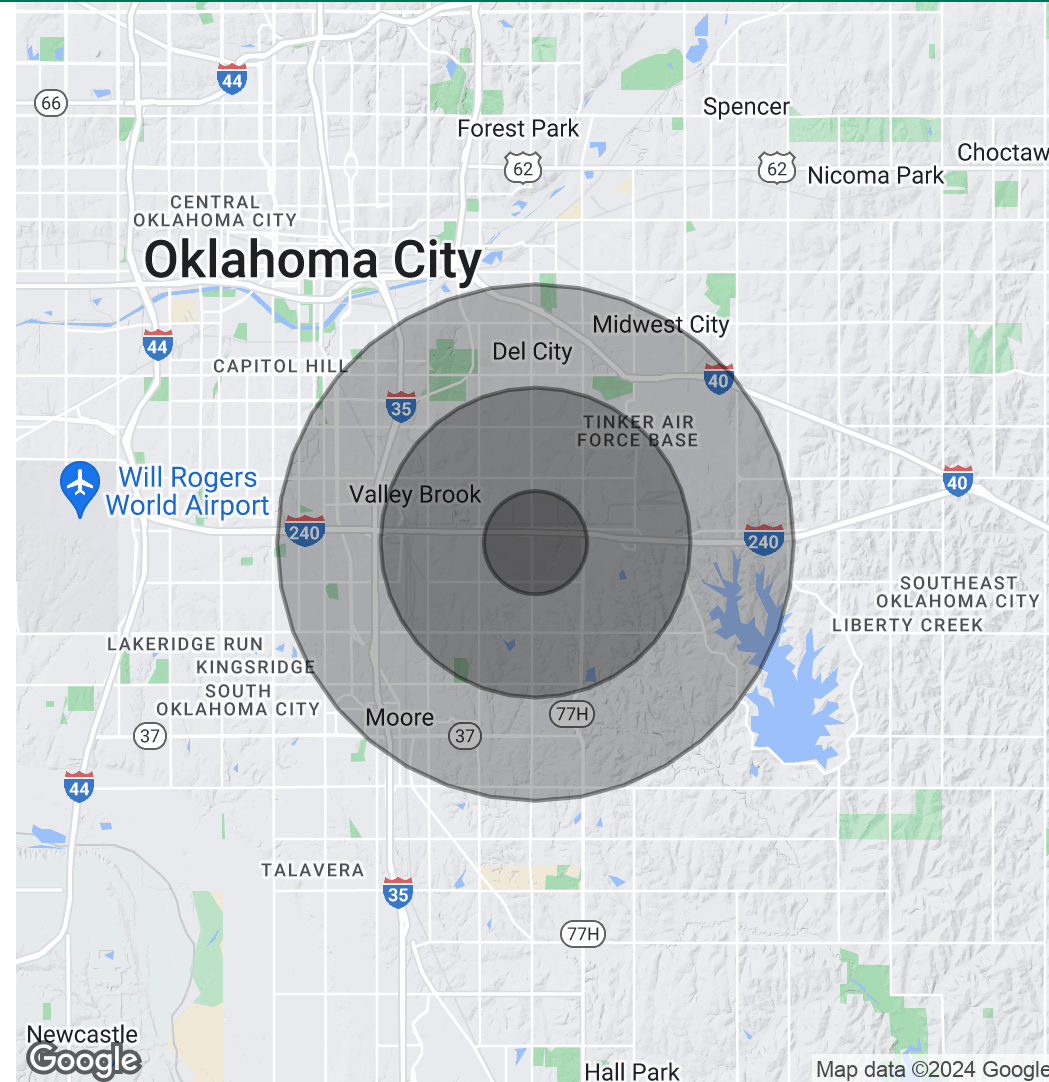 44
66
Spencer
Forest Park
Choctaw
62
62
Nicoma Park
CENTRAL
OKLAHOMA CITY
Oklahoma City
Midwest City
44
Del City
CAPITOL HILL
40
35
TINKER AIR
FORCE BASE
Will Rogers
World Airport
Valley Brook
40
240
240
SOUTHEAST
OKLAHOMA CITY
LIBERTY CREEK
LAKERIDGE RUN
KINGSRIDGE
SOUTH
OKLAHOMA CITY
Moore
77H
37
37
44
TALAVERA
35
77H
Newcastle
Google
Hall Park
Map data ©2024 Google